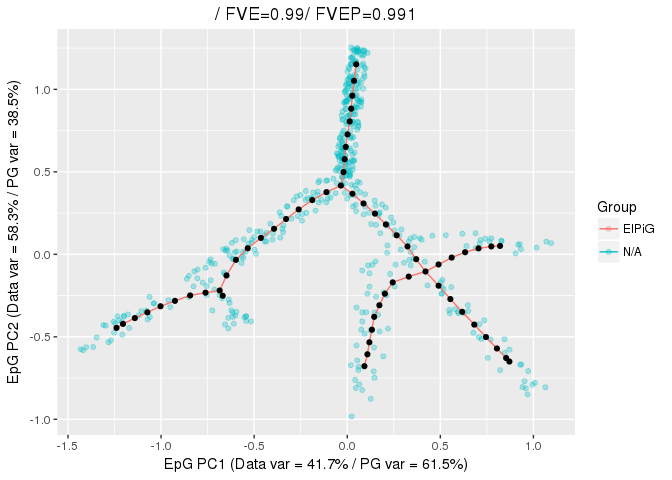 / FVE=0.99/ FVEP=0.991
EpG PC2 (Data var = 58.3% / PG var = 38.5%)
1.0
0.5
0.0
-0.5
-1.0
-1.5 -1.0 -0.5 0.0 0.5 1.0
EpG PC1 (Data var = 41.7% / PG var = 61.5%)
Group
ElPiG
N/A